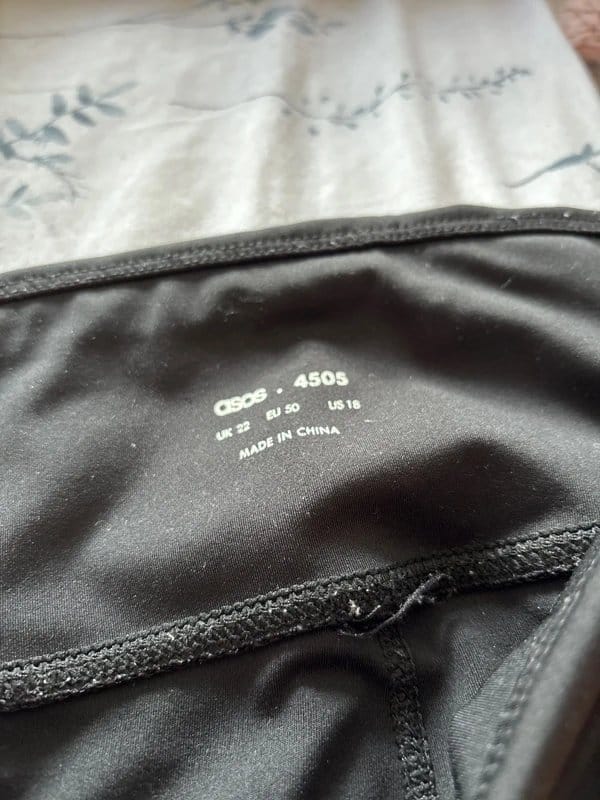 asos · 4505
UK 22 EU 50 US 18
MADE IN CHINA